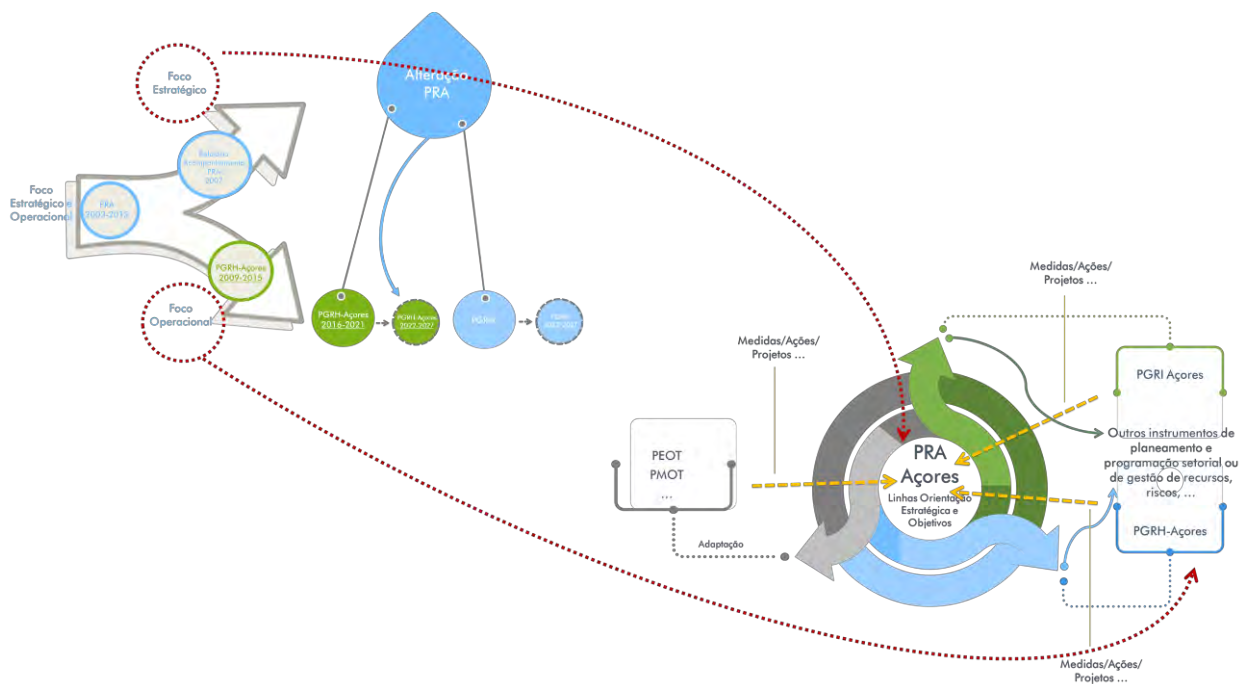 Foco
Estratégico
Alteração
PRA
Relatório
PRA
Foco
Estratégico e
Operacional
PRA
2003-2013
PGRH-Açores
2009-2015
Foco
Operacional
PGRH-Açores
2016-2021
PGRH-Açores
2022-2027
Medidas/Ações/
Projetos ...
Medidas/Ações/
Projetos ...
PGRI Açores
PEOT
PMOT
...
PRA
Açores
Linhas Orientação
Estratégica e
Objetivos
Outros instrumentos de
planeamento e
programação setorial ou
de gestão de recursos,
riscos, ...
PGRH-Açores
Adaptação
Medidas/Ações/
Projetos ...